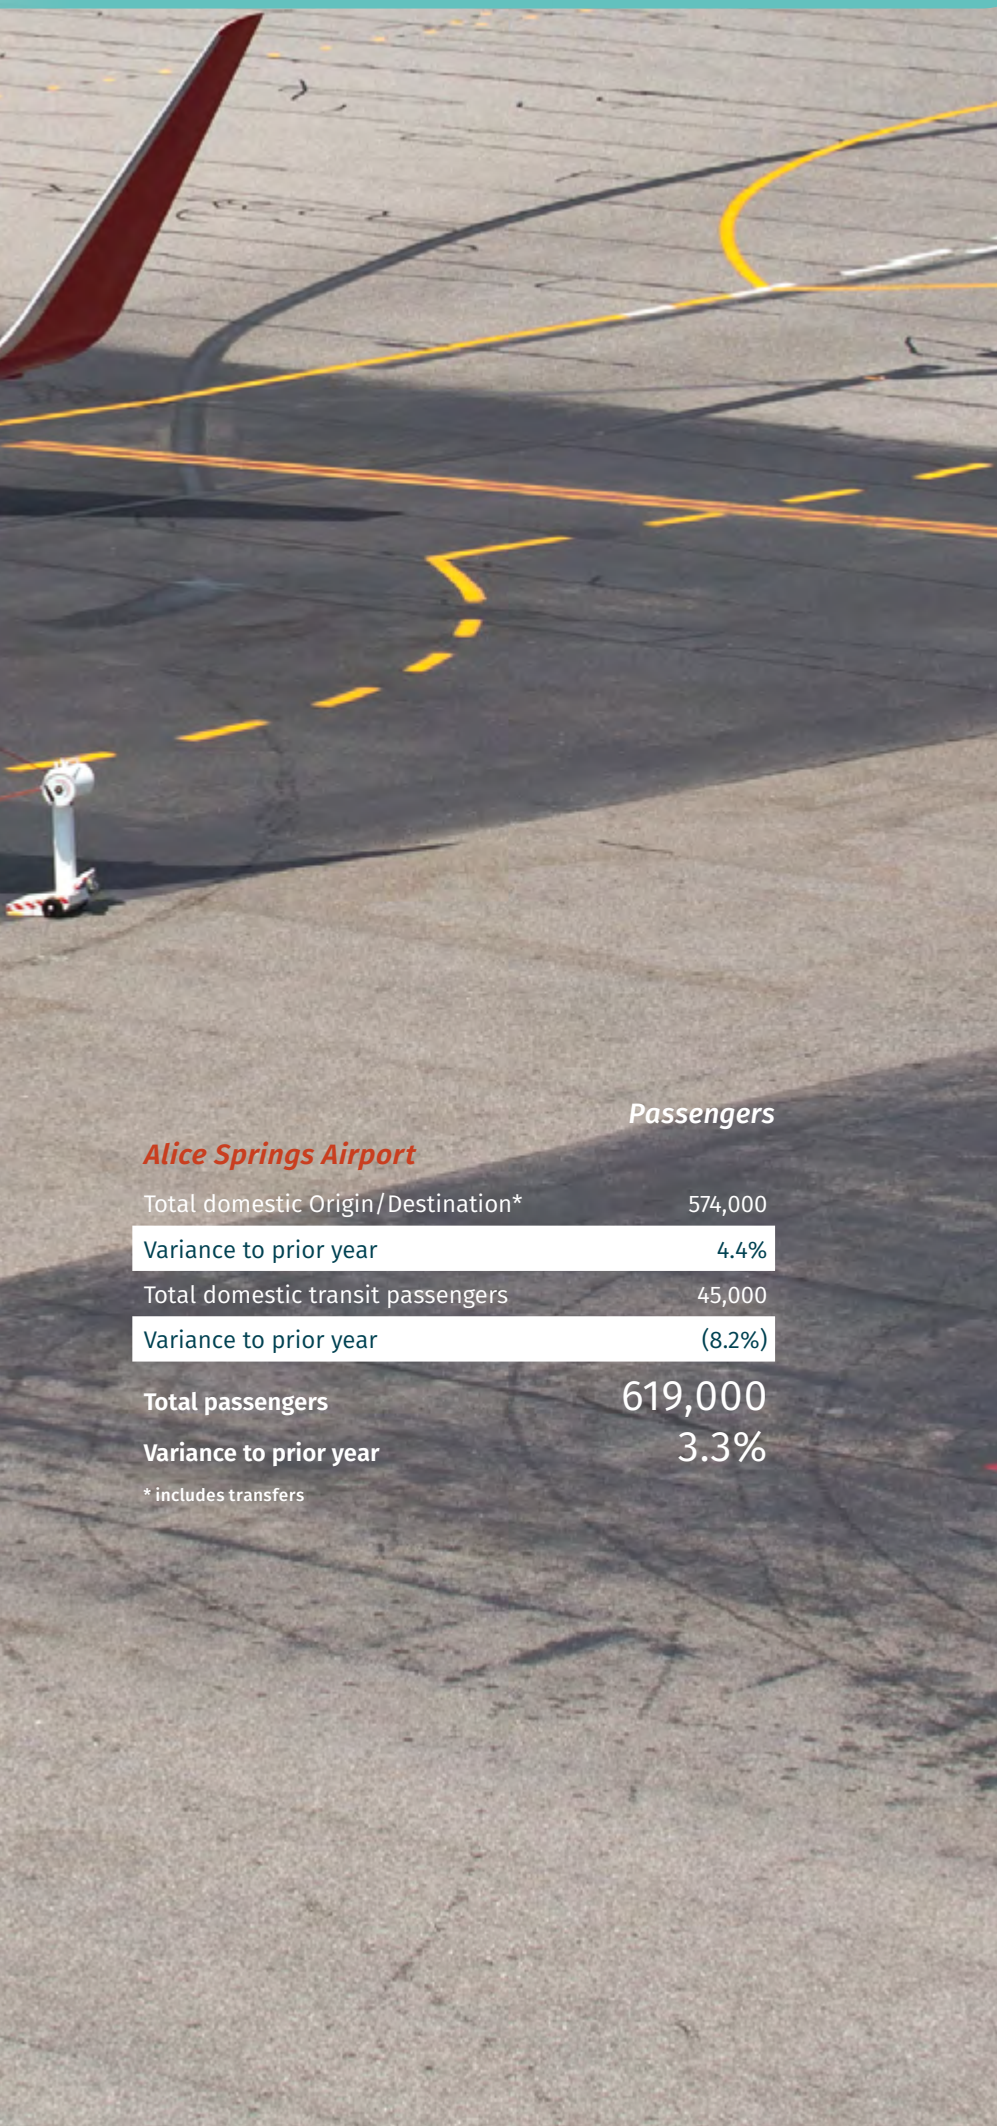 Passengers
Alice Springs Airport
Total domestic Origin/Destination* 574,000
Variance to prior year 4.4%
Total domestic transit passengers 45,000
Variance to prior year (8.2%)
Total passengers 619,000
Variance to prior year 3.3%
* includes transfers